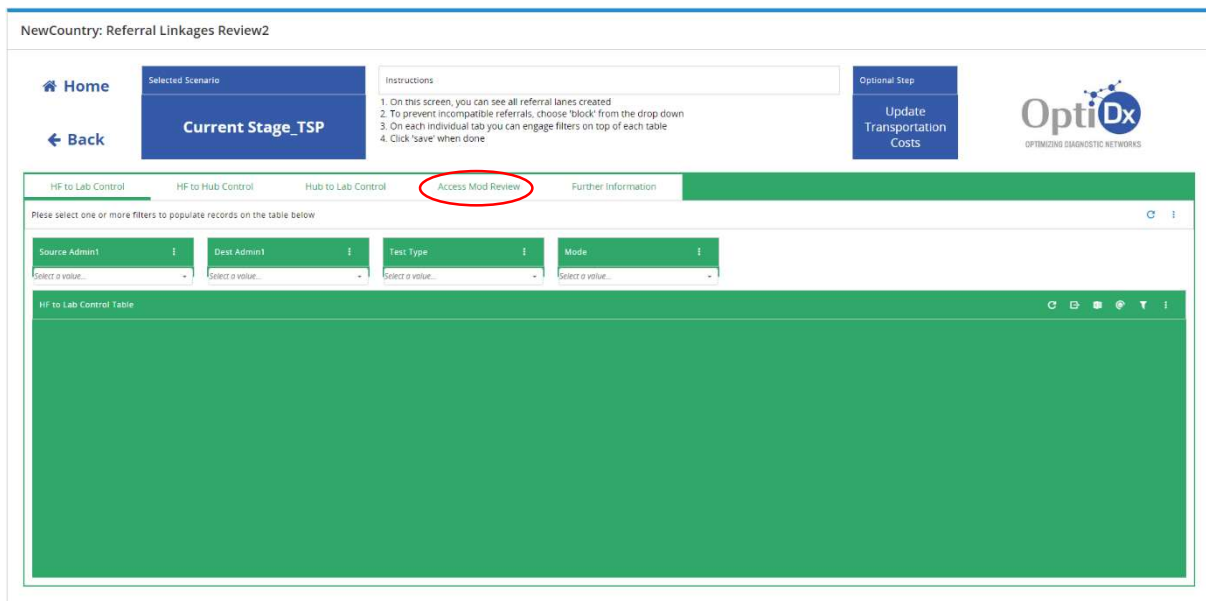 NewCountry: Referral Linkages Review2
Home
Back
Selected Scenario
Current Stage_TSP
Instructions
1. On this screen, you can see all referral lanes created
2. To prevent incompatible referrals, choose 'block' from the drop down
3. On each individual tab you can engage filters on top of each table
4. Click 'save' when done
Optional Step
Update
Transportation
Costs
OptiDx
OPTIMIZING DIAGNOSTIC NETWORKS
HF to Lab Control HF to Hub Control Hub to Lab Control Access Mod Review Further Information
Plese select one or more filters to populate records on the table below
Source Admin1 Dest Admin1 Test Type Mode
Select a value... Select a value... Select a value... Select a value...
HF to Lab Control Table